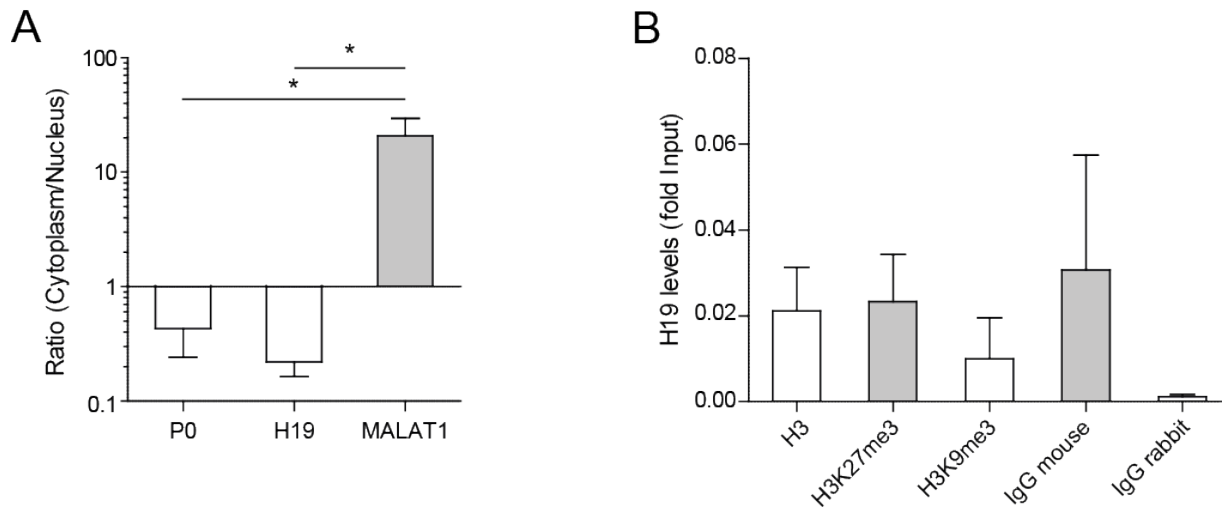 A
Ratio (Cytoplasm/Nucleus)
100
10
1
0.1
*
*
P0
H19
MALAT1
B
H19 levels (fold Input)
0.08
0.06
0.04
0.02
0.00
H3
H3K27me3
H3K9me3
IgG mouse
IgG rabbit